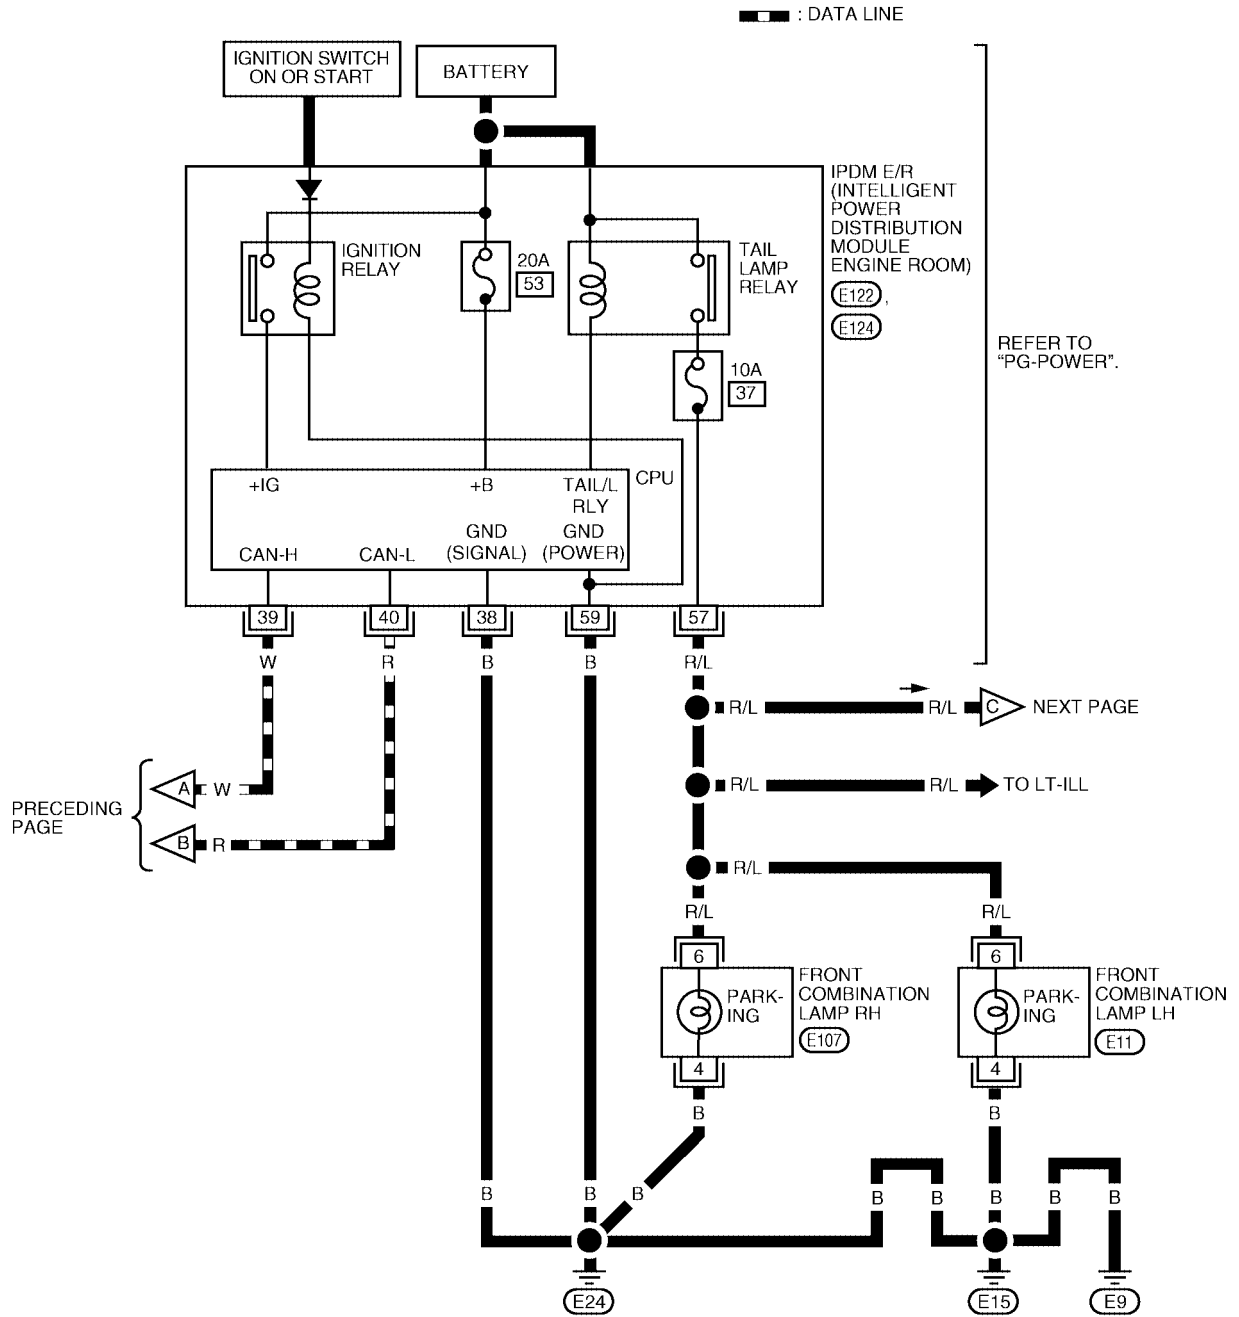 : DATA LINE
IGNITION SWITCH
ON OR START
BATTERY
IPDM E/R
(INTELLIGENT
POWER
DISTRIBUTION
MODULE
ENGINE ROOM)
E122 ,
E124
IGNITION
RELAY
20A
53
TAIL
LAMP
RELAY
10A
37
REFER TO
“PG-POWER”.
CPU
+IG
+B
TAIL/L
RLY
CAN-H
CAN-L
GND
(SIGNAL)
GND
(POWER)
39
40
38
59
57
W
R
B
B
R/L
R/L
R/L
C
NEXT PAGE
R/L
R/L
TO LT-ILL
PRECEDING
PAGE
A
W
B
R
R/L
R/L
R/L
6
PARK-
ING
4
FRONT
COMBINATION
LAMP RH
E107
6
PARK-
ING
4
FRONT
COMBINATION
LAMP LH
E11
B
B
B
B
B
B
B
B
B
B
E24
E15
E9